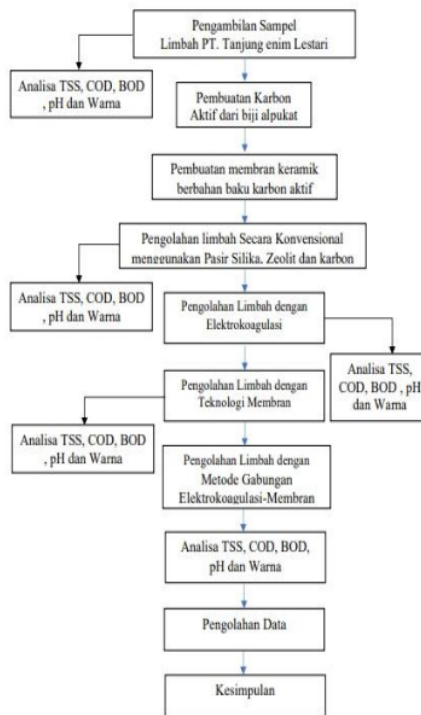 Pengambilan Sampel
Limbah PT. Tanjung enim Lestari
Analisa TSS, COD, BOD
, pH dan Warna
Pembuatan Karbon
Aktif dari biji alpukat
Pembuatan membran keramik
berbahan baku karbon aktif
Pengolahan limbah Secara Konvensional
menggunakan Pasir Silika, Zeolit dan karbon
Analisa TSS, COD, BOD
, pH dan Warna
Pengolahan Limbah dengan
Elektrokoagulasi
Analisa TSS,
COD, BOD , pH
dan Warna
Pengolahan Limbah dengan
Teknologi Membran
Analisa TSS, COD, BOD
, pH dan Warna
Pengolahan Limbah dengan
Metode Gabungan
Elektrokoagulasi-Membran
Analisa TSS, COD, BOD,
pH dan Warna
Pengolahan Data
Kesimpulan